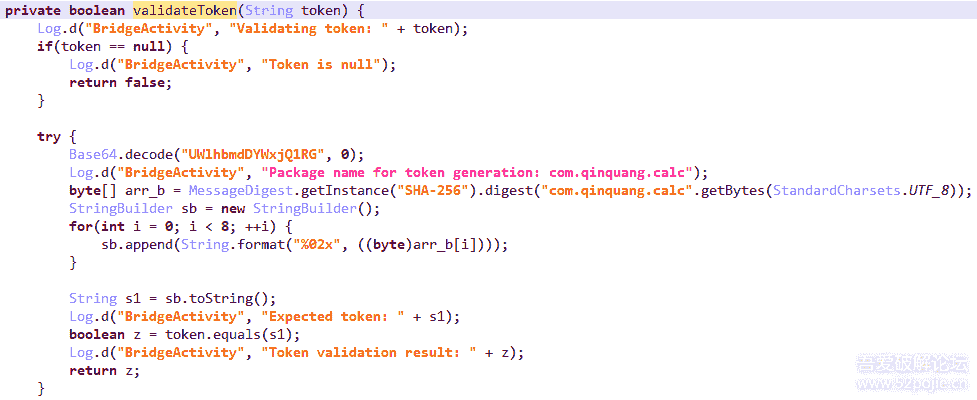 private boolean validateToken(String token) {
    Log.d("BridgeActivity", "Validating token: " + token);
    if(token == null) {
        Log.d("BridgeActivity", "Token is null");
        return false;
    }

    try {
        Base64.decode("UWlhbmdDYWxjQ1RG", 0);
        Log.d("BridgeActivity", "Package name for token generation: com.qinquang.calc");
        byte[] arr_b = MessageDigest.getInstance("SHA-256").digest("com.qinquang.calc".getBytes(StandardCharsets.UTF_8));
        StringBuilder sb = new StringBuilder();
        for(int i = 0; i < 8; ++i) {
            sb.append(String.format("%02x", ((byte)arr_b[i])));
        }

        String s1 = sb.toString();
        Log.d("BridgeActivity", "Expected token: " + s1);
        boolean z = token.equals(s1);
        Log.d("BridgeActivity", "Token validation result: " + z);
        return z;
    }
吾爱破解论坛
www.52pojie.cn